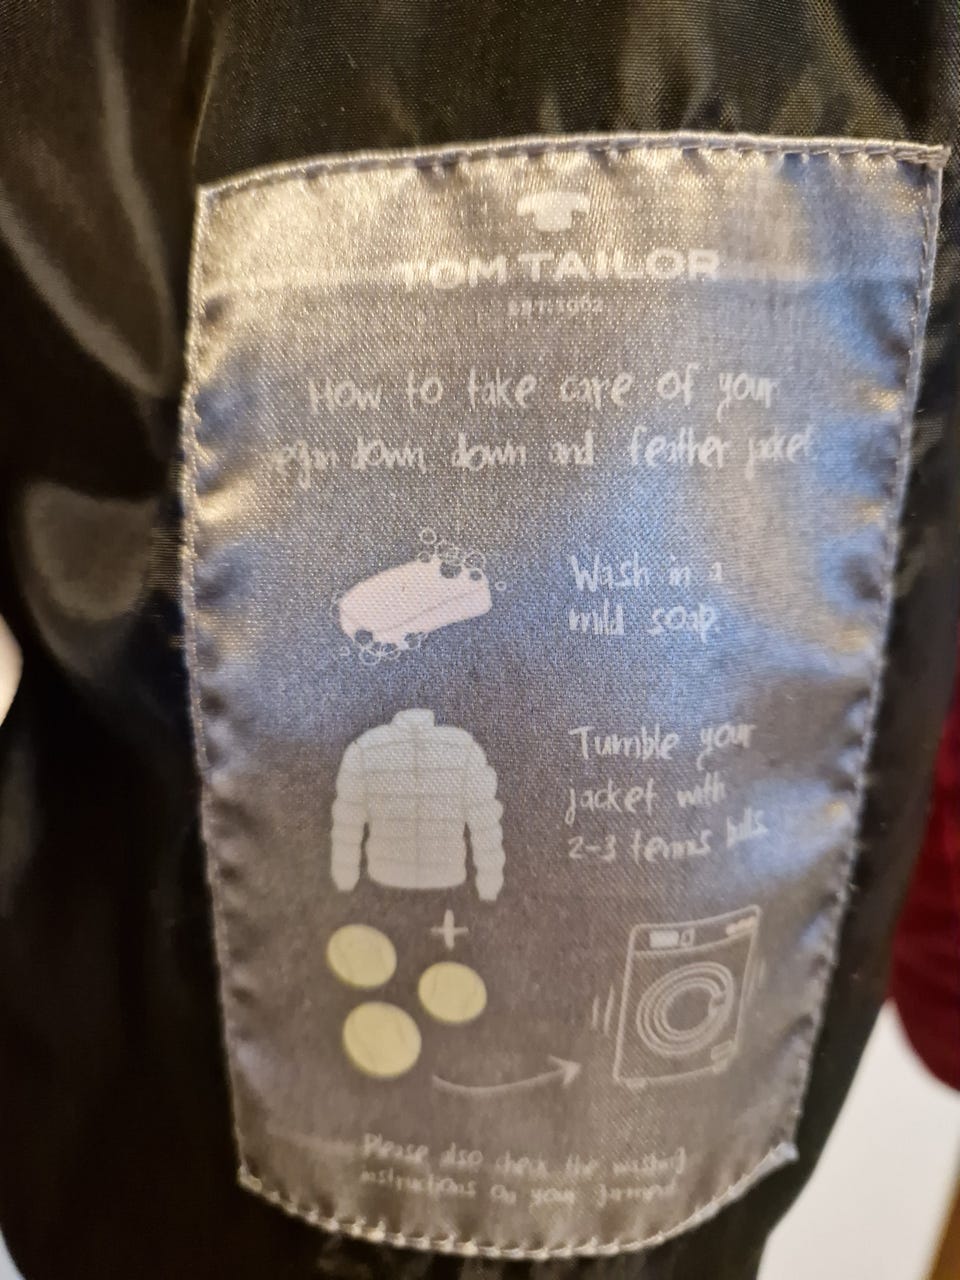 TOM TAILOR
EST. 1962
How to take care of your
down down and feather jacket
Wash in a
mild soap.
Tumble your
jacket with
2-3 tennis balls
Please also check the washing
instructions on your garment